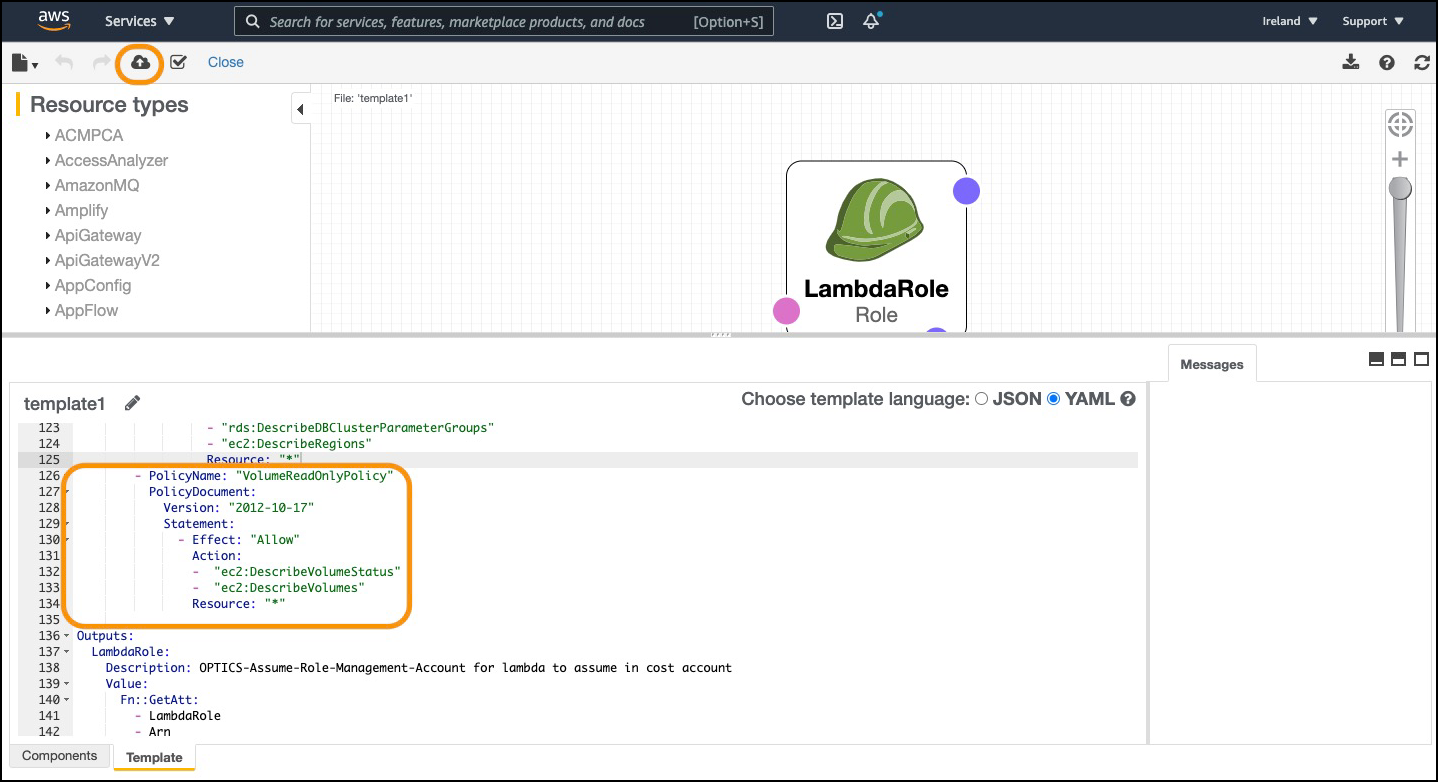 aws
Services
Search for services, features, marketplace products, and docs [Option+S]
Ireland
Support
Close
Resource types
ACMPCA
AccessAnalyzer
AmazonMQ
Amplify
ApiGateway
ApiGatewayV2
AppConfig
AppFlow
File: 'template1'
LambdaRole
Role
Messages
template1
Choose template language: JSON YAML
123 - "rds:DescribeDBClusterParameterGroups"
124 - "ec2:DescribeRegions"
125 Resource: "*"
126 - PolicyName: "VolumeReadOnlyPolicy"
127 PolicyDocument:
128 Version: "2012-10-17"
129 Statement:
130 - Effect: "Allow"
131 Action:
132 - "ec2:DescribeVolumeStatus"
133 - "ec2:DescribeVolumes"
134 Resource: "*"
135
136 Outputs:
137 LambdaRole:
138 Description: OPTICS-Assume-Role-Management-Account for lambda to assume in cost account
139 Value:
140 Fn::GetAtt:
141 - LambdaRole
142 - Arn
Components
Template